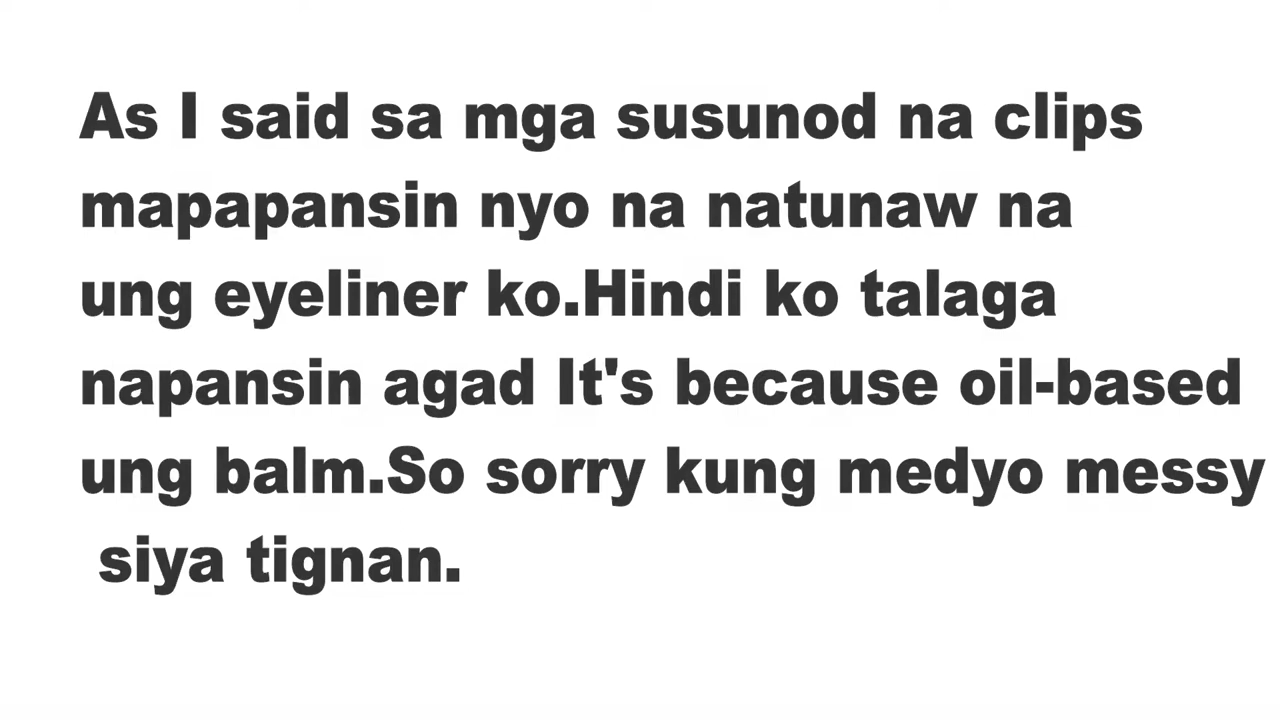 As I said sa mga susunod na clips
mapapansin nyo na natunaw na
ung eyeliner ko.Hindi ko talaga
napansin agad It's because oil-based
ung balm.So sorry kung medyo messy
siya tignan.